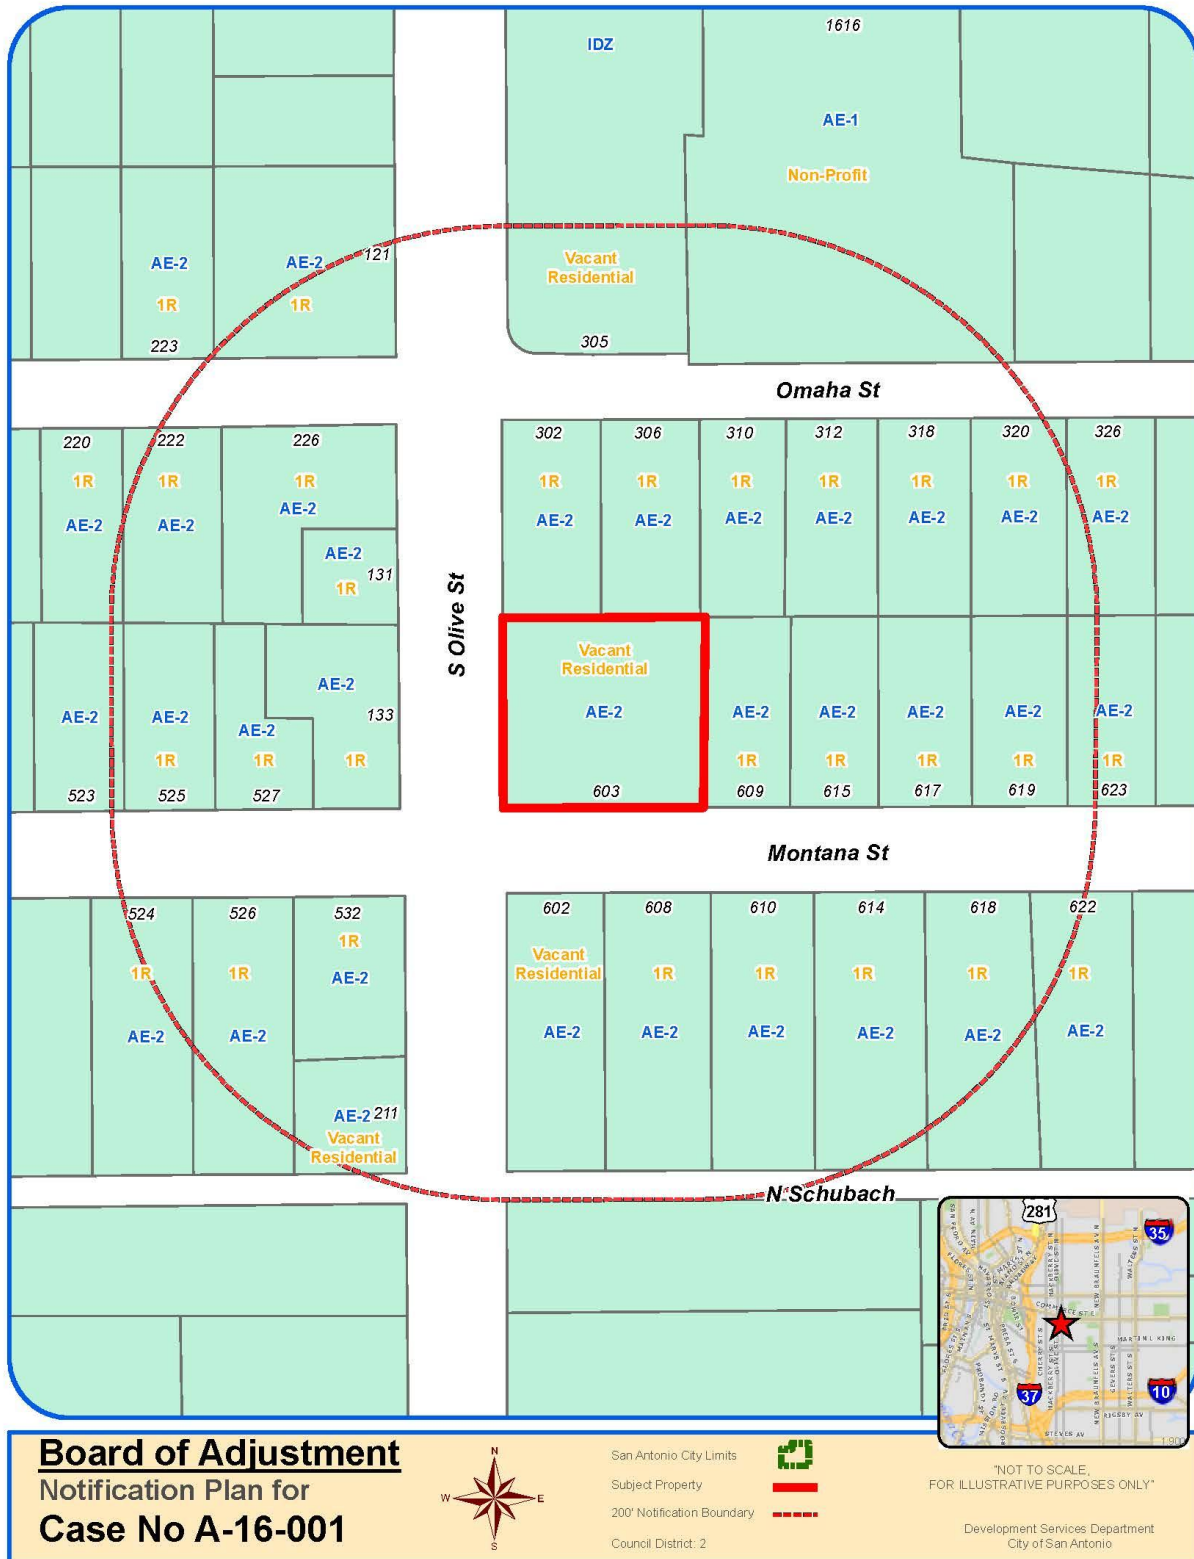 IDZ
1616
AE-1
Non-Profit
AE-2
1R
223
AE-2
1R
121
Vacant
Residential
305
Omaha St
220
1R
AE-2
222
1R
AE-2
226
1R
AE-2
AE-2
131
1R
302
1R
AE-2
306
1R
AE-2
310
1R
AE-2
312
1R
AE-2
318
1R
AE-2
320
1R
AE-2
326
1R
AE-2
S Olive St
AE-2
523
AE-2
1R
525
AE-2
1R
527
AE-2
133
1R
Vacant
Residential
AE-2
603
AE-2
1R
609
AE-2
1R
615
AE-2
1R
617
AE-2
1R
619
AE-2
1R
623
Montana St
524
1R
AE-2
526
1R
AE-2
532
1R
AE-2
AE-2 211
Vacant
Residential
602
Vacant
Residential
AE-2
608
1R
AE-2
610
1R
AE-2
614
1R
AE-2
618
1R
AE-2
622
1R
AE-2
N Schubach
281
35
COMMERCE ST E
MARTIN L KING
37
10
RIGSBY AV
STEVES AV
Board of Adjustment
Notification Plan for
Case No A-16-001
N
W E
S
San Antonio City Limits
Subject Property
200' Notification Boundary
Council District: 2
"NOT TO SCALE,
FOR ILLUSTRATIVE PURPOSES ONLY"
Development Services Department
City of San Antonio